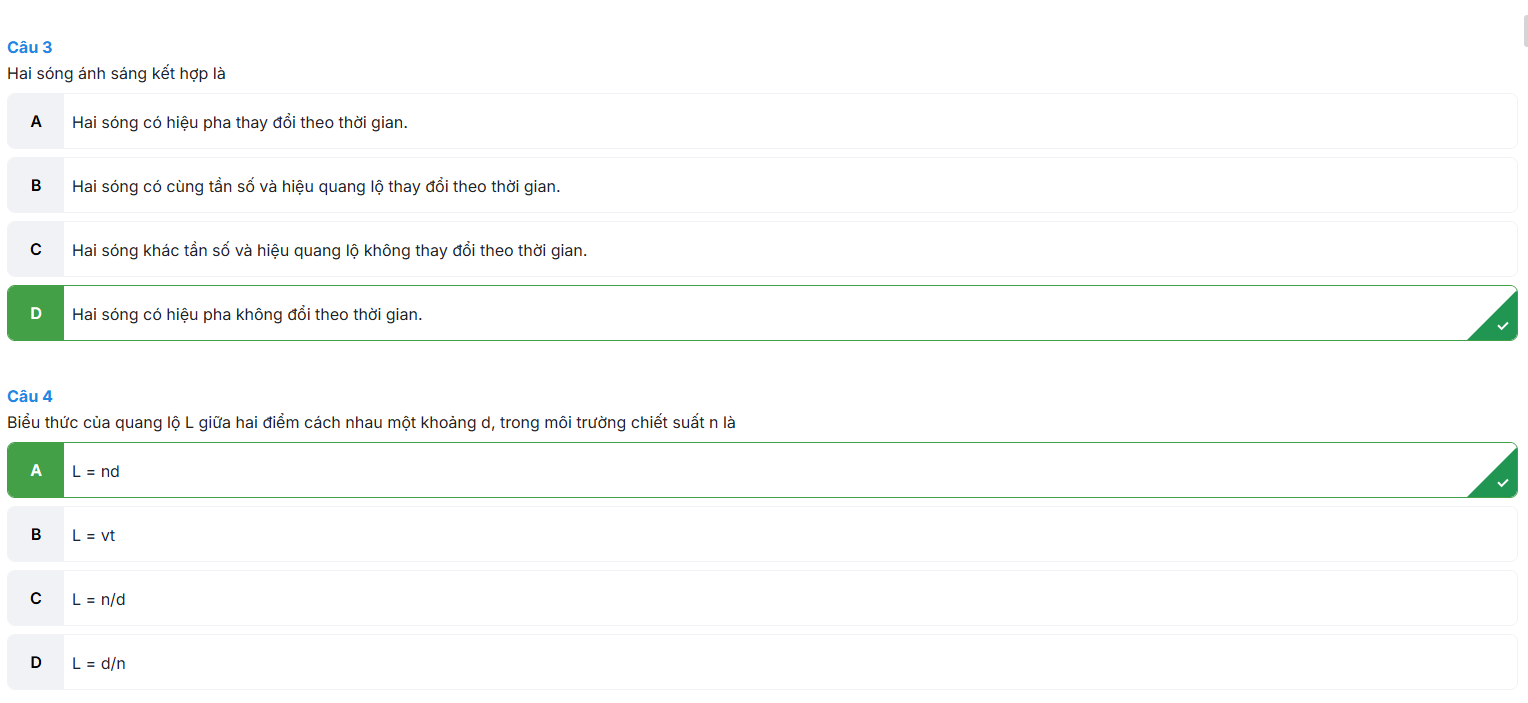 Câu 3
Hai sóng ánh sáng kết hợp là
A Hai sóng có hiệu pha thay đổi theo thời gian.
B Hai sóng có cùng tần số và hiệu quang lộ thay đổi theo thời gian.
C Hai sóng khác tần số và hiệu quang lộ không thay đổi theo thời gian.
D Hai sóng có hiệu pha không đổi theo thời gian.
Câu 4
Biểu thức của quang lộ L giữa hai điểm cách nhau một khoảng d, trong môi trường chiết suất n là
A L = nd
B L = vt
C L = n/d
D L = d/n